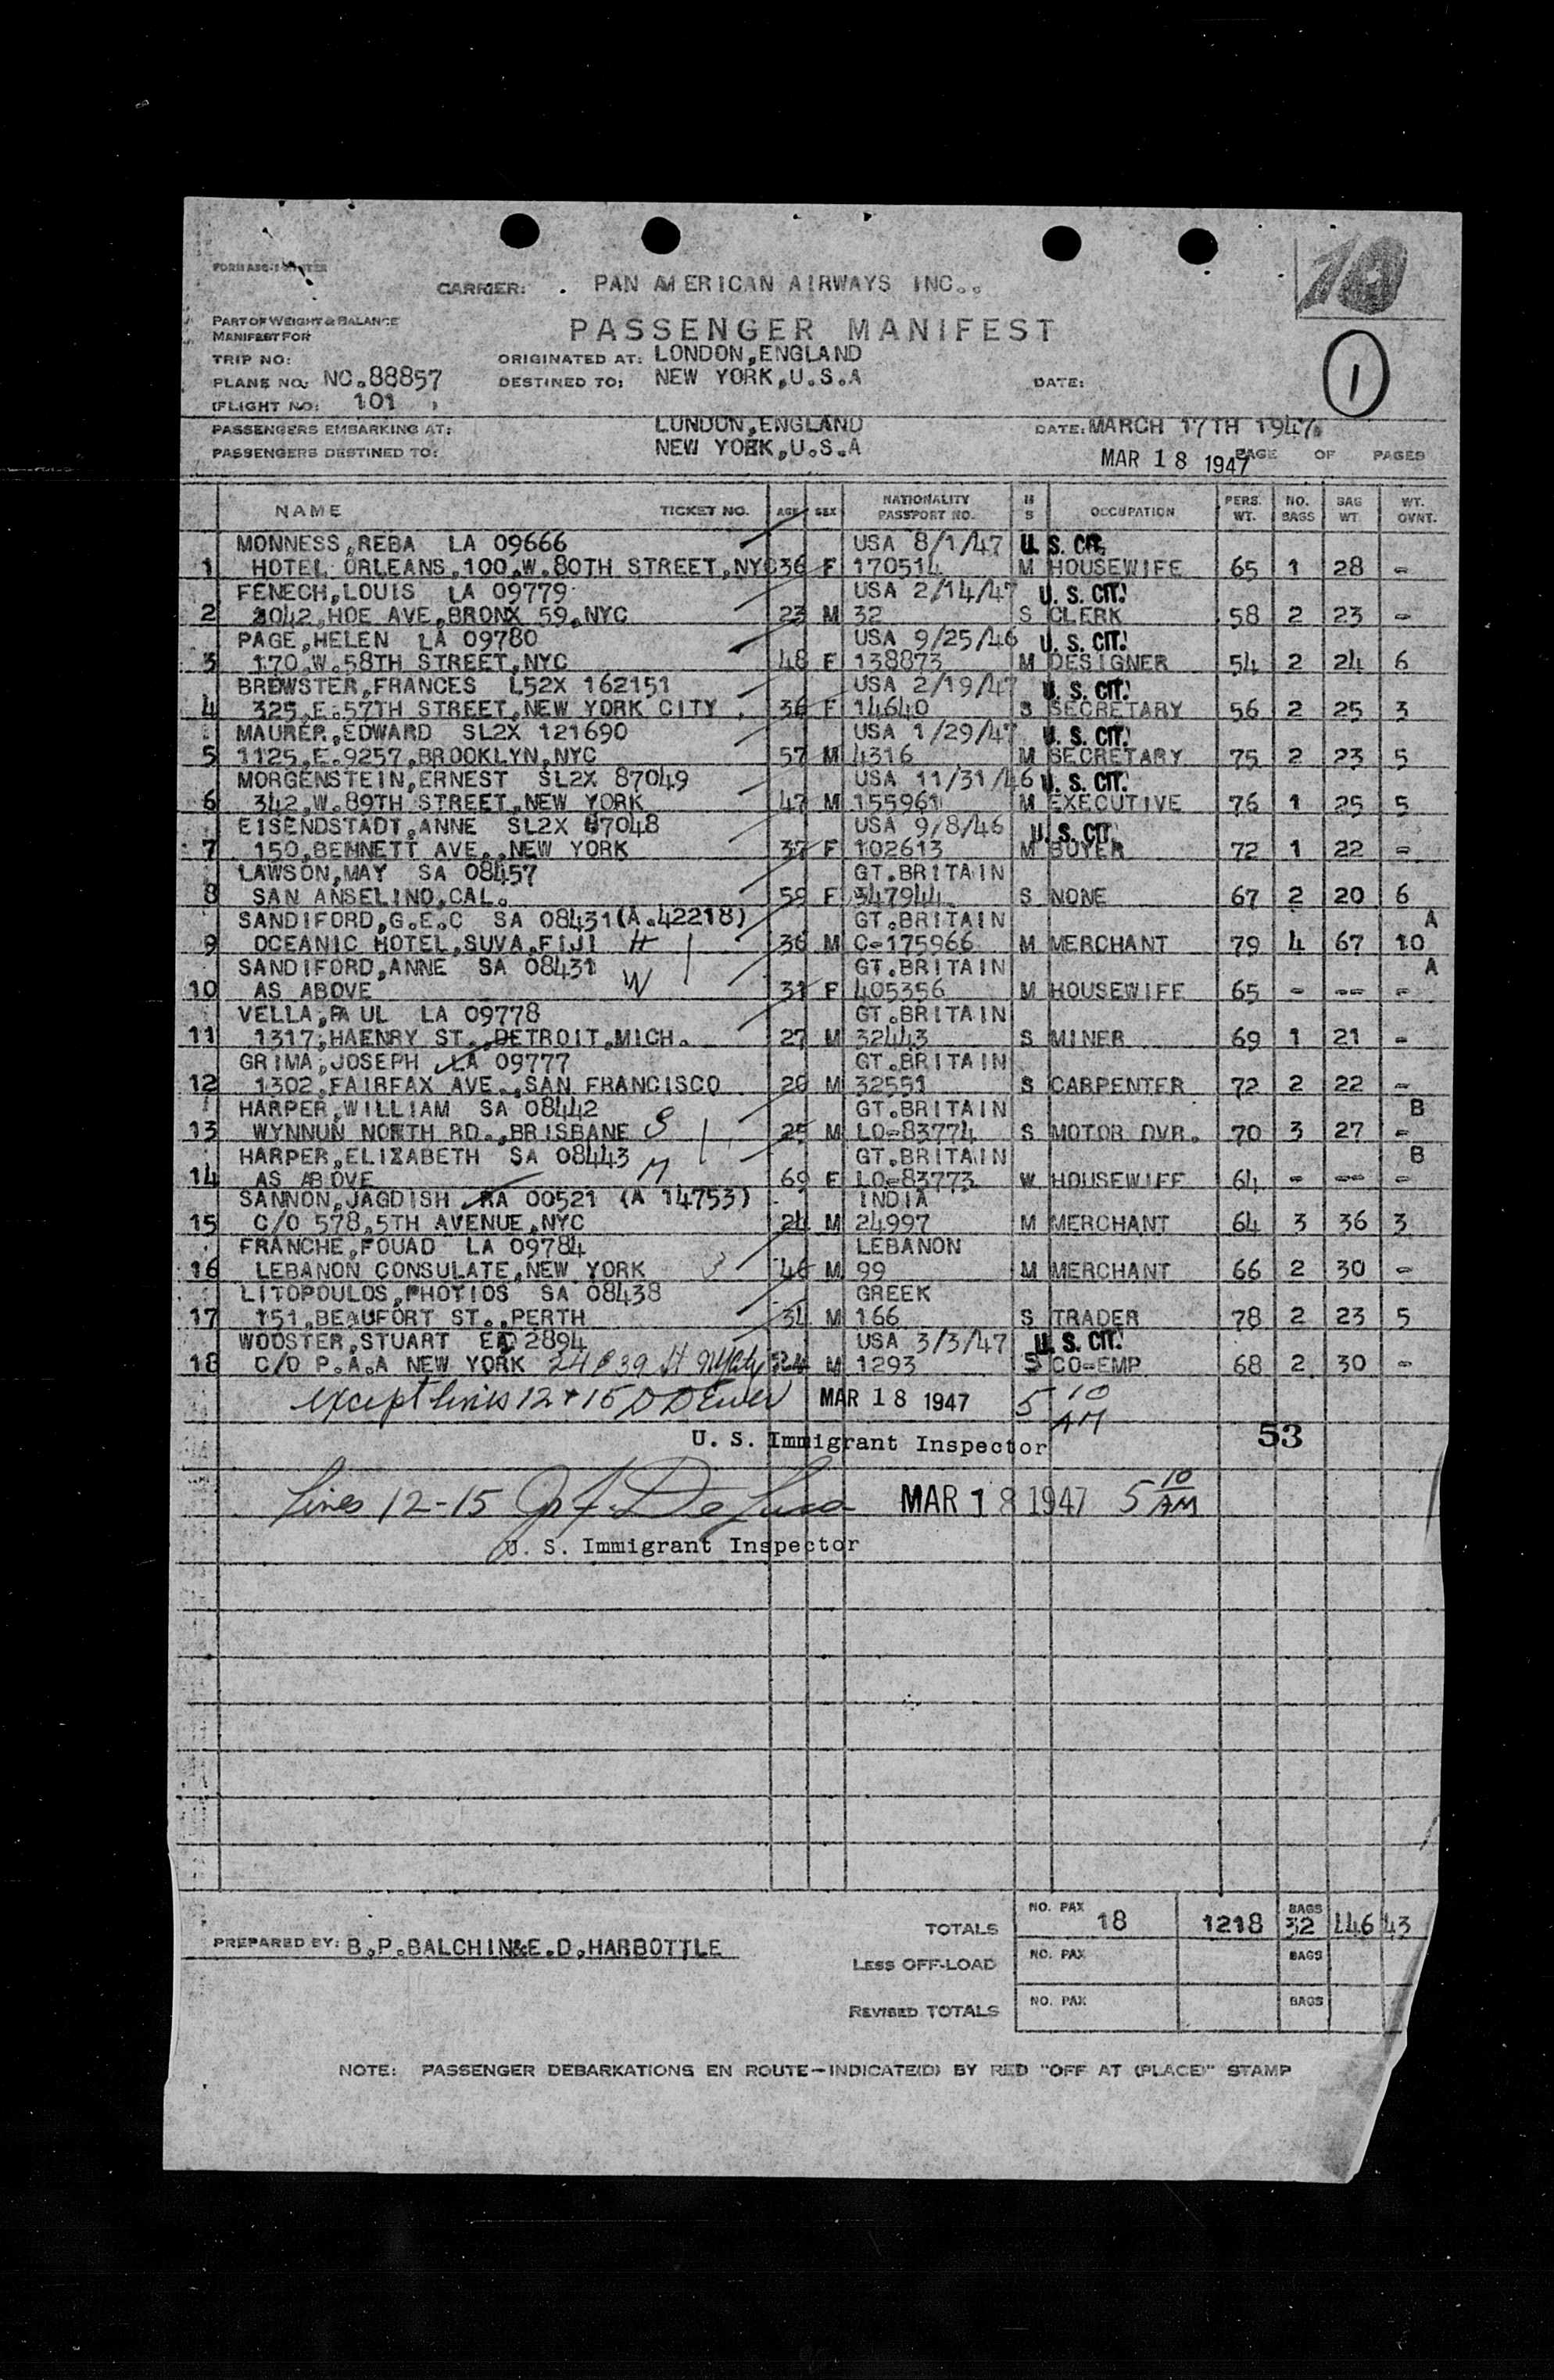 10
CARRIER: . PAN AMERICAN AIRWAYS INC..
PART OF WEIGHT & BALANCE
MANIFEST FOR
PASSENGER MANIFEST
1
TRIP NO: ORIGINATED AT: LONDON,ENGLAND
PLANE NO: NC.88857 DESTINED TO: NEW YORK,U.S.A DATE:
FLIGHT NO: 101
PASSENGERS EMBARKING AT: LONDON,ENGLAND DATE: MARCH 17TH 1947.
PASSENGERS DESTINED TO: NEW YORK,U.S.A MAR 18 1947 PAGE OF PAGES
NAME TICKET NO. AGE SEX NATIONALITY PASSPORT NO. M S OCCUPATION PERS. WT. NO. BAGS BAG WT. WT. OVNT.
MONNESS,REBA LA 09666 USA 8/1/47 U. S. CIT.
1 HOTEL ORLEANS,100,W.80TH STREET,NYC 36 F 170514 M HOUSEWIFE 65 1 28 -
FENECH,LOUIS LA 09779 USA 2/14/47 U. S. CIT.
2 2042,HOE AVE,BRONX 59,NYC 23 M 32 S CLERK 58 2 23 -
PAGE,HELEN LA 09780 USA 9/25/46 U. S. CIT.
3 170.W.58TH STREET,NYC 48 F 138873 M DESIGNER 54 2 24 6
BREWSTER,FRANCES L52X 162151 USA 2/19/47 U. S. CIT.
4 325,E.57TH STREET,NEW YORK CITY 36 F 14640 S SECRETARY 56 2 25 3
MAURER,EDWARD SL2X 121690 USA 1/29/47 U. S. CIT.
5 1125,E.9257,BROOKLYN,NYC 57 M 4316 M SECRETARY 75 2 23 5
MORGENSTEIN,ERNEST SL2X 87049 USA 11/31/46 U. S. CIT.
6 342,W.89TH STREET,NEW YORK 47 M 155961 M EXECUTIVE 76 1 25 5
EISENDSTADT,ANNE SL2X 87048 USA 9/8/46 U. S. CIT.
7 150,BENNETT AVE.,NEW YORK 37 F 102613 M BUYER 72 1 22 -
LAWSON,MAY SA 08457 GT.BRITAIN
8 SAN ANSELINO,CAL. 59 F 347944 S NONE 67 2 20 6
SANDIFORD,G.E.C SA 08431(A.42218) GT.BRITAIN A
9 OCEANIC HOTEL,SUVA,FIJI H 36 M C-175966 M MERCHANT 79 4 67 10
SANDIFORD,ANNE SA 08431 W GT.BRITAIN A
10 AS ABOVE 31 F 405356 M HOUSEWIFE 65 - -- -
VELLA,PAUL LA 09778 GT.BRITAIN
11 1317,HAENRY ST.,DETROIT,MICH. 27 M 32443 S MINER 69 1 21 -
GRIMA,JOSEPH LA 09777 GT.BRITAIN
12 1302,FAIRFAX AVE.,SAN FRANCISCO 20 M 32551 S CARPENTER 72 2 22 -
HARPER,WILLIAM SA 08442 GT.BRITAIN B
13 WYNNUN NORTH RD.,BRISBANE S 25 M LO-83774 S MOTOR DVR. 70 3 27 -
HARPER,ELIZABETH SA 08443 M GT.BRITAIN B
14 AS ABOVE 69 F LO-83773 W HOUSEWIFE 64 - -- -
SANNON,JAGDISH RA 00521 (A 14753) INDIA
15 C/O 578,5TH AVENUE,NYC 24 M 24997 M MERCHANT 64 3 36 3
FRANCHE,FOUAD LA 09784 LEBANON
16 LEBANON CONSULATE,NEW YORK 46 M 99 M MERCHANT 66 2 30 -
LITOPOULOS,PHOTIOS SA 08438 GREEK
17 151,BEAUFORT ST.,PERTH 34 M 166 S TRADER 78 2 23 5
WOOSTER,STUART 2894 USA 3/3/47 U. S. CIT.
18 C/O P.A.A NEW YORK 24 E 39 St NYCity 24 M 1293 S CO-EMP 68 2 30 -
except lines 12 + 15 MAR 18 1947 5 10 AM
U. S. Immigrant Inspector 53
Lines 12-15 MAR 18 1947 5 10 AM
U. S. Immigrant Inspector
TOTALS NO. PAX 18 1218 BAGS 32 446 43
PREPARED BY: B.P.BALCHIN&E.D.HARBOTTLE
LESS OFF-LOAD NO. PAX BAGS
REVISED TOTALS NO. PAX BAGS
NOTE: PASSENGER DEBARKATIONS EN ROUTE—INDICATE(D) BY RED "OFF AT (PLACE)" STAMP